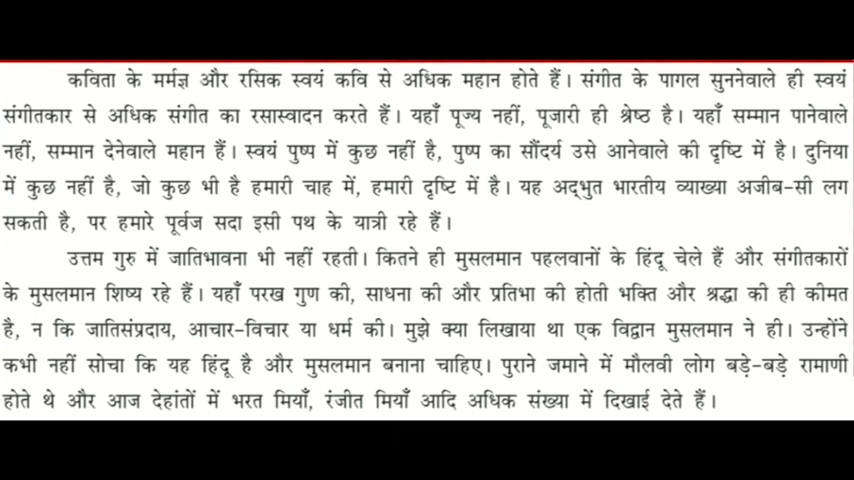 कविता के मर्मज्ञ और रसिक स्वयं कवि से अधिक महान होते हैं। संगीत के पागल सुननेवाले ही स्वयं
संगीतकार से अधिक संगीत का रसास्वादन करते हैं। यहाँ पूज्य नहीं, पूजारी ही श्रेष्ठ है। यहाँ सम्मान पानेवाले
नहीं, सम्मान देनेवाले महान हैं। स्वयं पुष्प में कुछ नहीं है, पुष्प का सौंदर्य उसे आनेवाले की दृष्टि में है। दुनिया
में कुछ नहीं है, जो कुछ भी है हमारी चाह में, हमारी दृष्टि में है। यह अद्भुत भारतीय व्याख्या अजीब-सी लग
सकती है, पर हमारे पूर्वज सदा इसी पथ के यात्री रहे हैं।
उत्तम गुरु में जातिभावना भी नहीं रहती। कितने ही मुसलमान पहलवानों के हिंदू चेले हैं और संगीतकारों
के मुसलमान शिष्य रहे हैं। यहाँ परख गुण की, साधना की और प्रतिभा की होती भक्ति और श्रद्धा की ही कीमत
है, न कि जातिसंप्रदाय, आचार-विचार या धर्म की। मुझे क्या लिखाया था एक विद्वान मुसलमान ने ही। उन्होंने
कभी नहीं सोचा कि यह हिंदू है और मुसलमान बनाना चाहिए। पुराने जमाने में मौलवी लोग बड़े-बड़े रामाणी
होते थे और आज देहांतों में भरत मियाँ, रंजीत मियाँ आदि अधिक संख्या में दिखाई देते हैं।